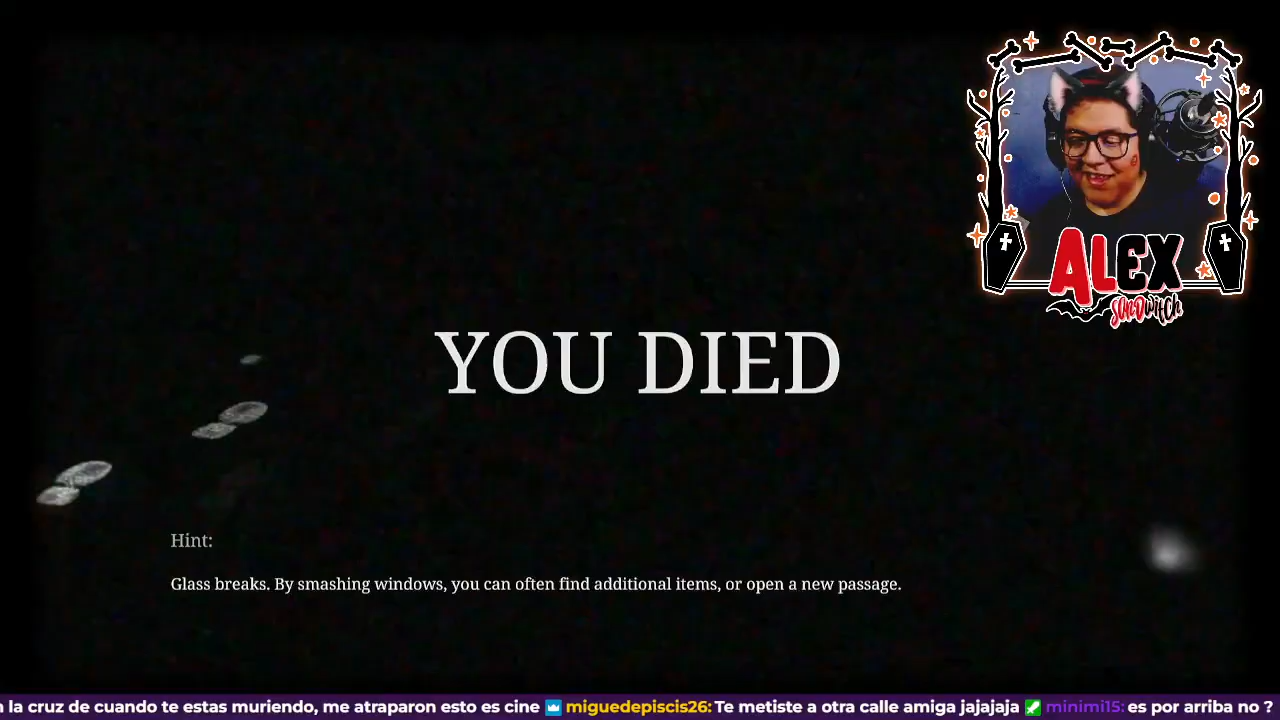 ALEX
SANDWITCH
YOU DIED
Hint:
Glass breaks. By smashing windows, you can often find additional items, or open a new passage.
la cruz de cuando te estas muriendo, me atraparon esto es cine miguedepiscis26: Te metiste a otra calle amiga jajajaja minimi15: es por arriba no ?